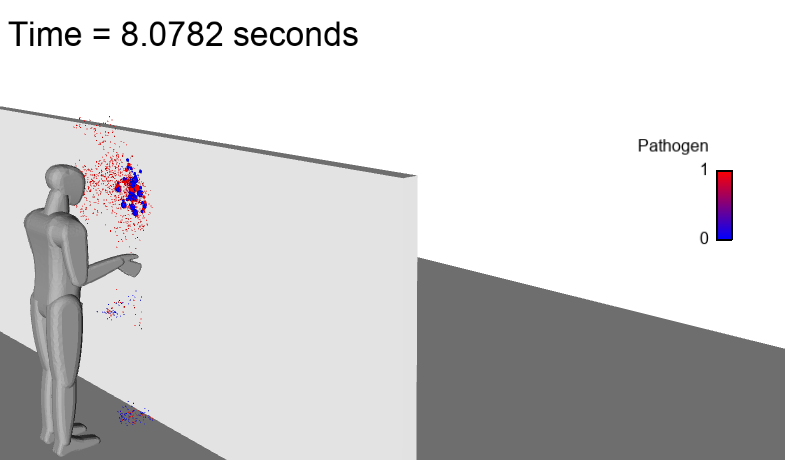 Time = 8.0782 seconds
Pathogen
1
0